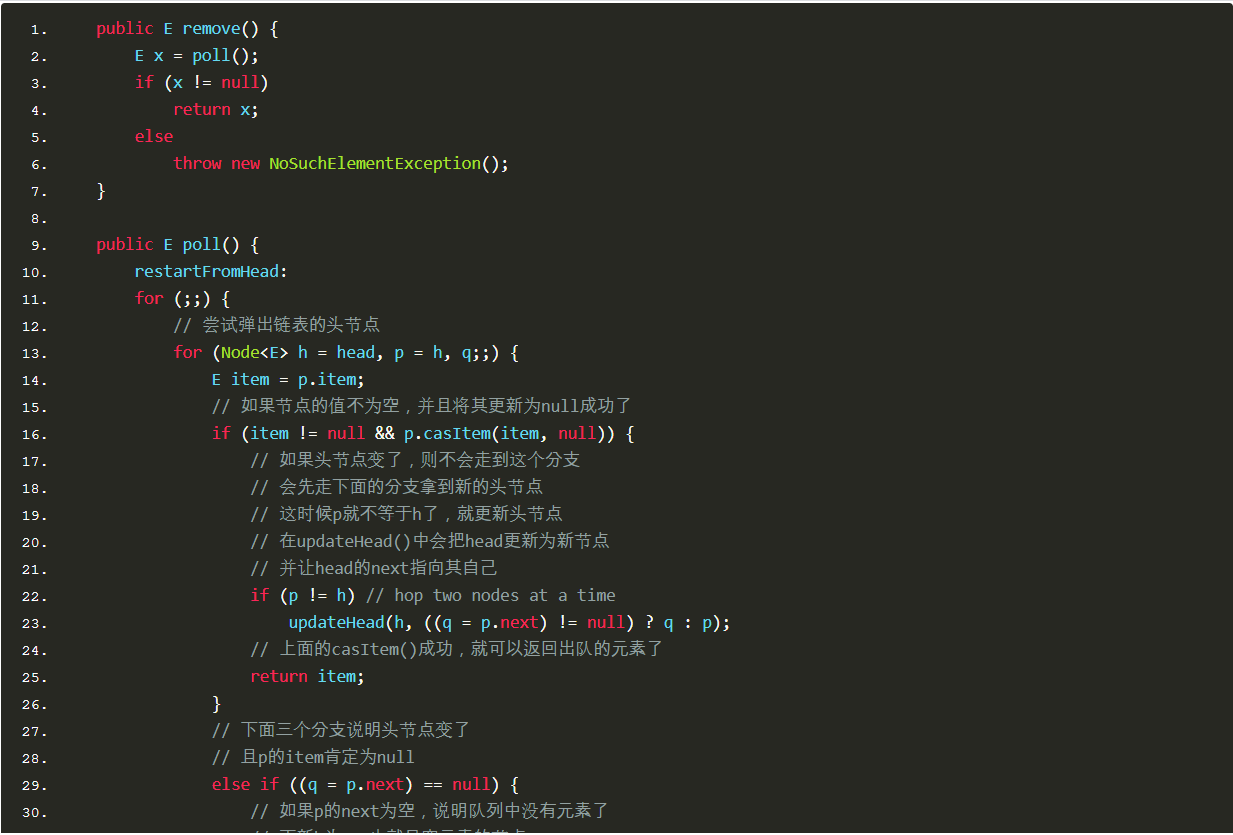 1. public E remove() {
2. E x = poll();
3. if (x != null)
4. return x;
5. else
6. throw new NoSuchElementException();
7. }
8.
9. public E poll() {
10. restartFromHead:
11. for (;;) {
12. // 尝试弹出链表的头节点
13. for (Node<E> h = head, p = h, q;;) {
14. E item = p.item;
15. // 如果节点的值不为空，并且将其更新为null成功了
16. if (item != null && p.casItem(item, null)) {
17. // 如果头节点变了，则不会走到这个分支
18. // 会先走下面的分支拿到新的头节点
19. // 这时候p就不等于h了，就更新头节点
20. // 在updateHead()中会把head更新为新节点
21. // 并让head的next指向其自己
22. if (p != h) // hop two nodes at a time
23. updateHead(h, ((q = p.next) != null) ? q : p);
24. // 上面的casItem()成功，就可以返回出队的元素了
25. return item;
26. }
27. // 下面三个分支说明头节点变了
28. // 且p的item肯定为null
29. else if ((q = p.next) == null) {
30. // 如果p的next为空，说明队列中没有元素了